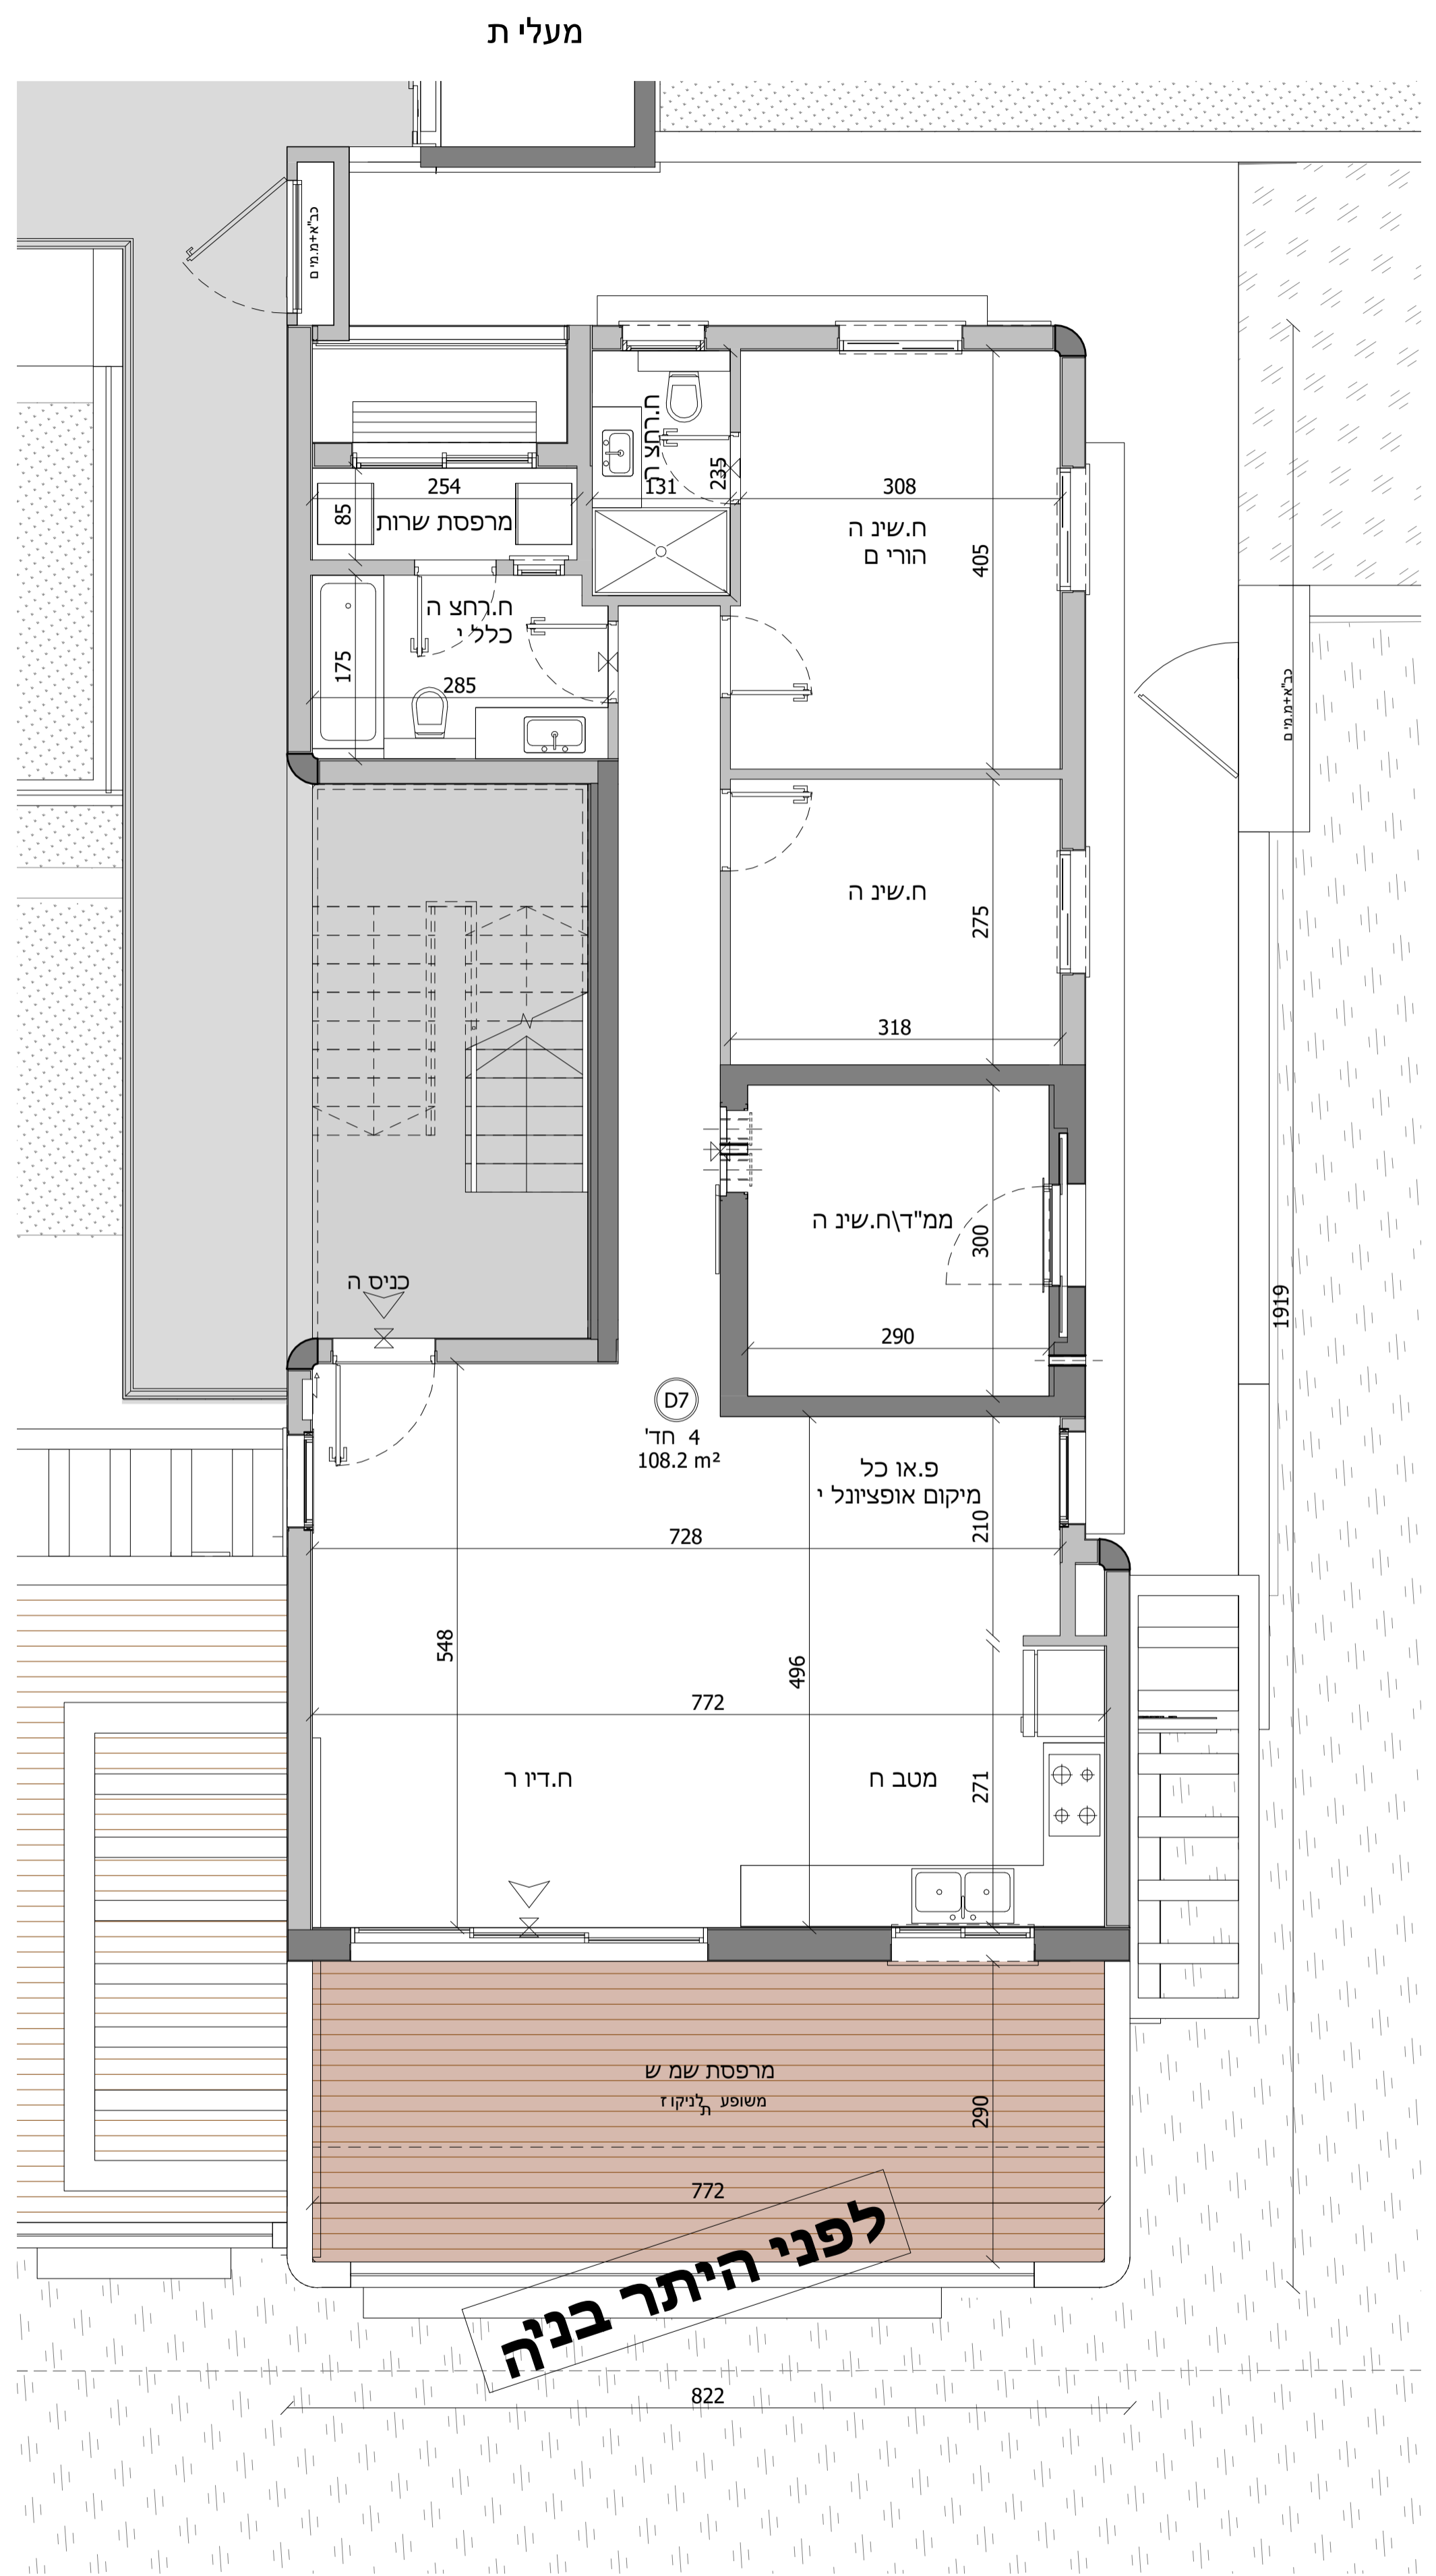 מעלית
כב"א+מ.מים
ח.רחצה
235
254
131
308
85
מרפסת שרות
ח.שינה
הורים
405
ח.רחצה
כללי
175
285
כב"א+מ.מים
ח.שינה
275
318
ממ"ד\ח.שינה
300
כניסה
1919
290
D7
4 חד'
108.2 m²
פ.אוכל
מיקום אופציונלי
210
728
548
496
772
ח.דיור
מטבח
271
מרפסת שמש
משופעת לניקוז
290
772
לפני היתר בניה
822